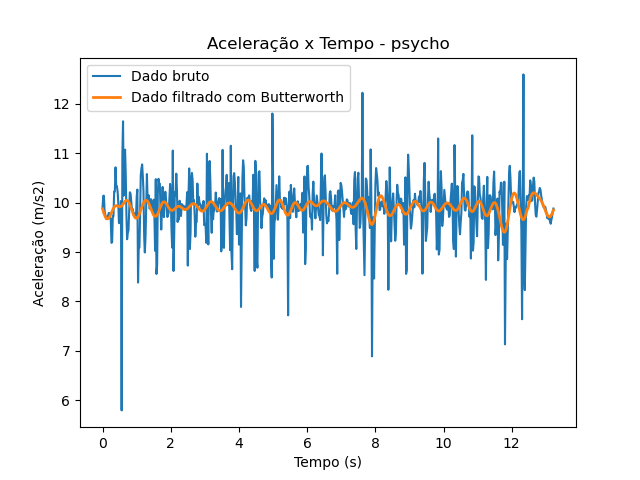 Aceleração x Tempo - psycho
Dado bruto
Dado filtrado com Butterworth
Aceleração (m/s2)
12
11
10
9
8
7
6
0 2 4 6 8 10 12
Tempo (s)